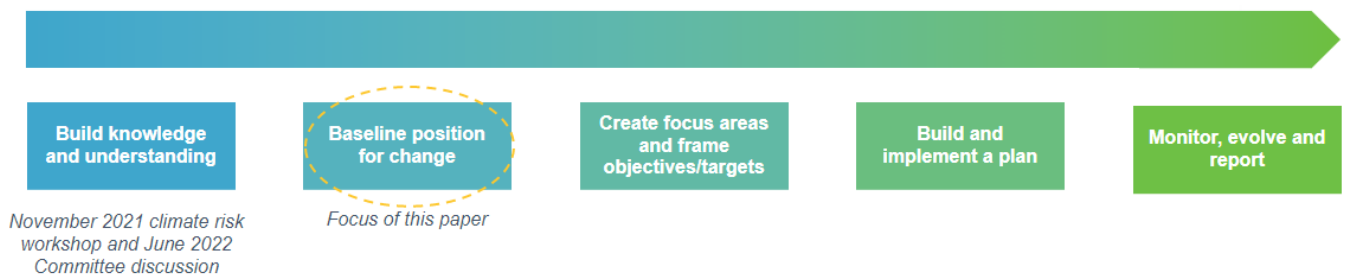 Build knowledge
and understanding
Baseline position
for change
Create focus areas
and frame
objectives/targets
Build and
implement a plan
Monitor, evolve and
report
November 2021 climate risk
workshop and June 2022
Committee discussion
Focus of this paper